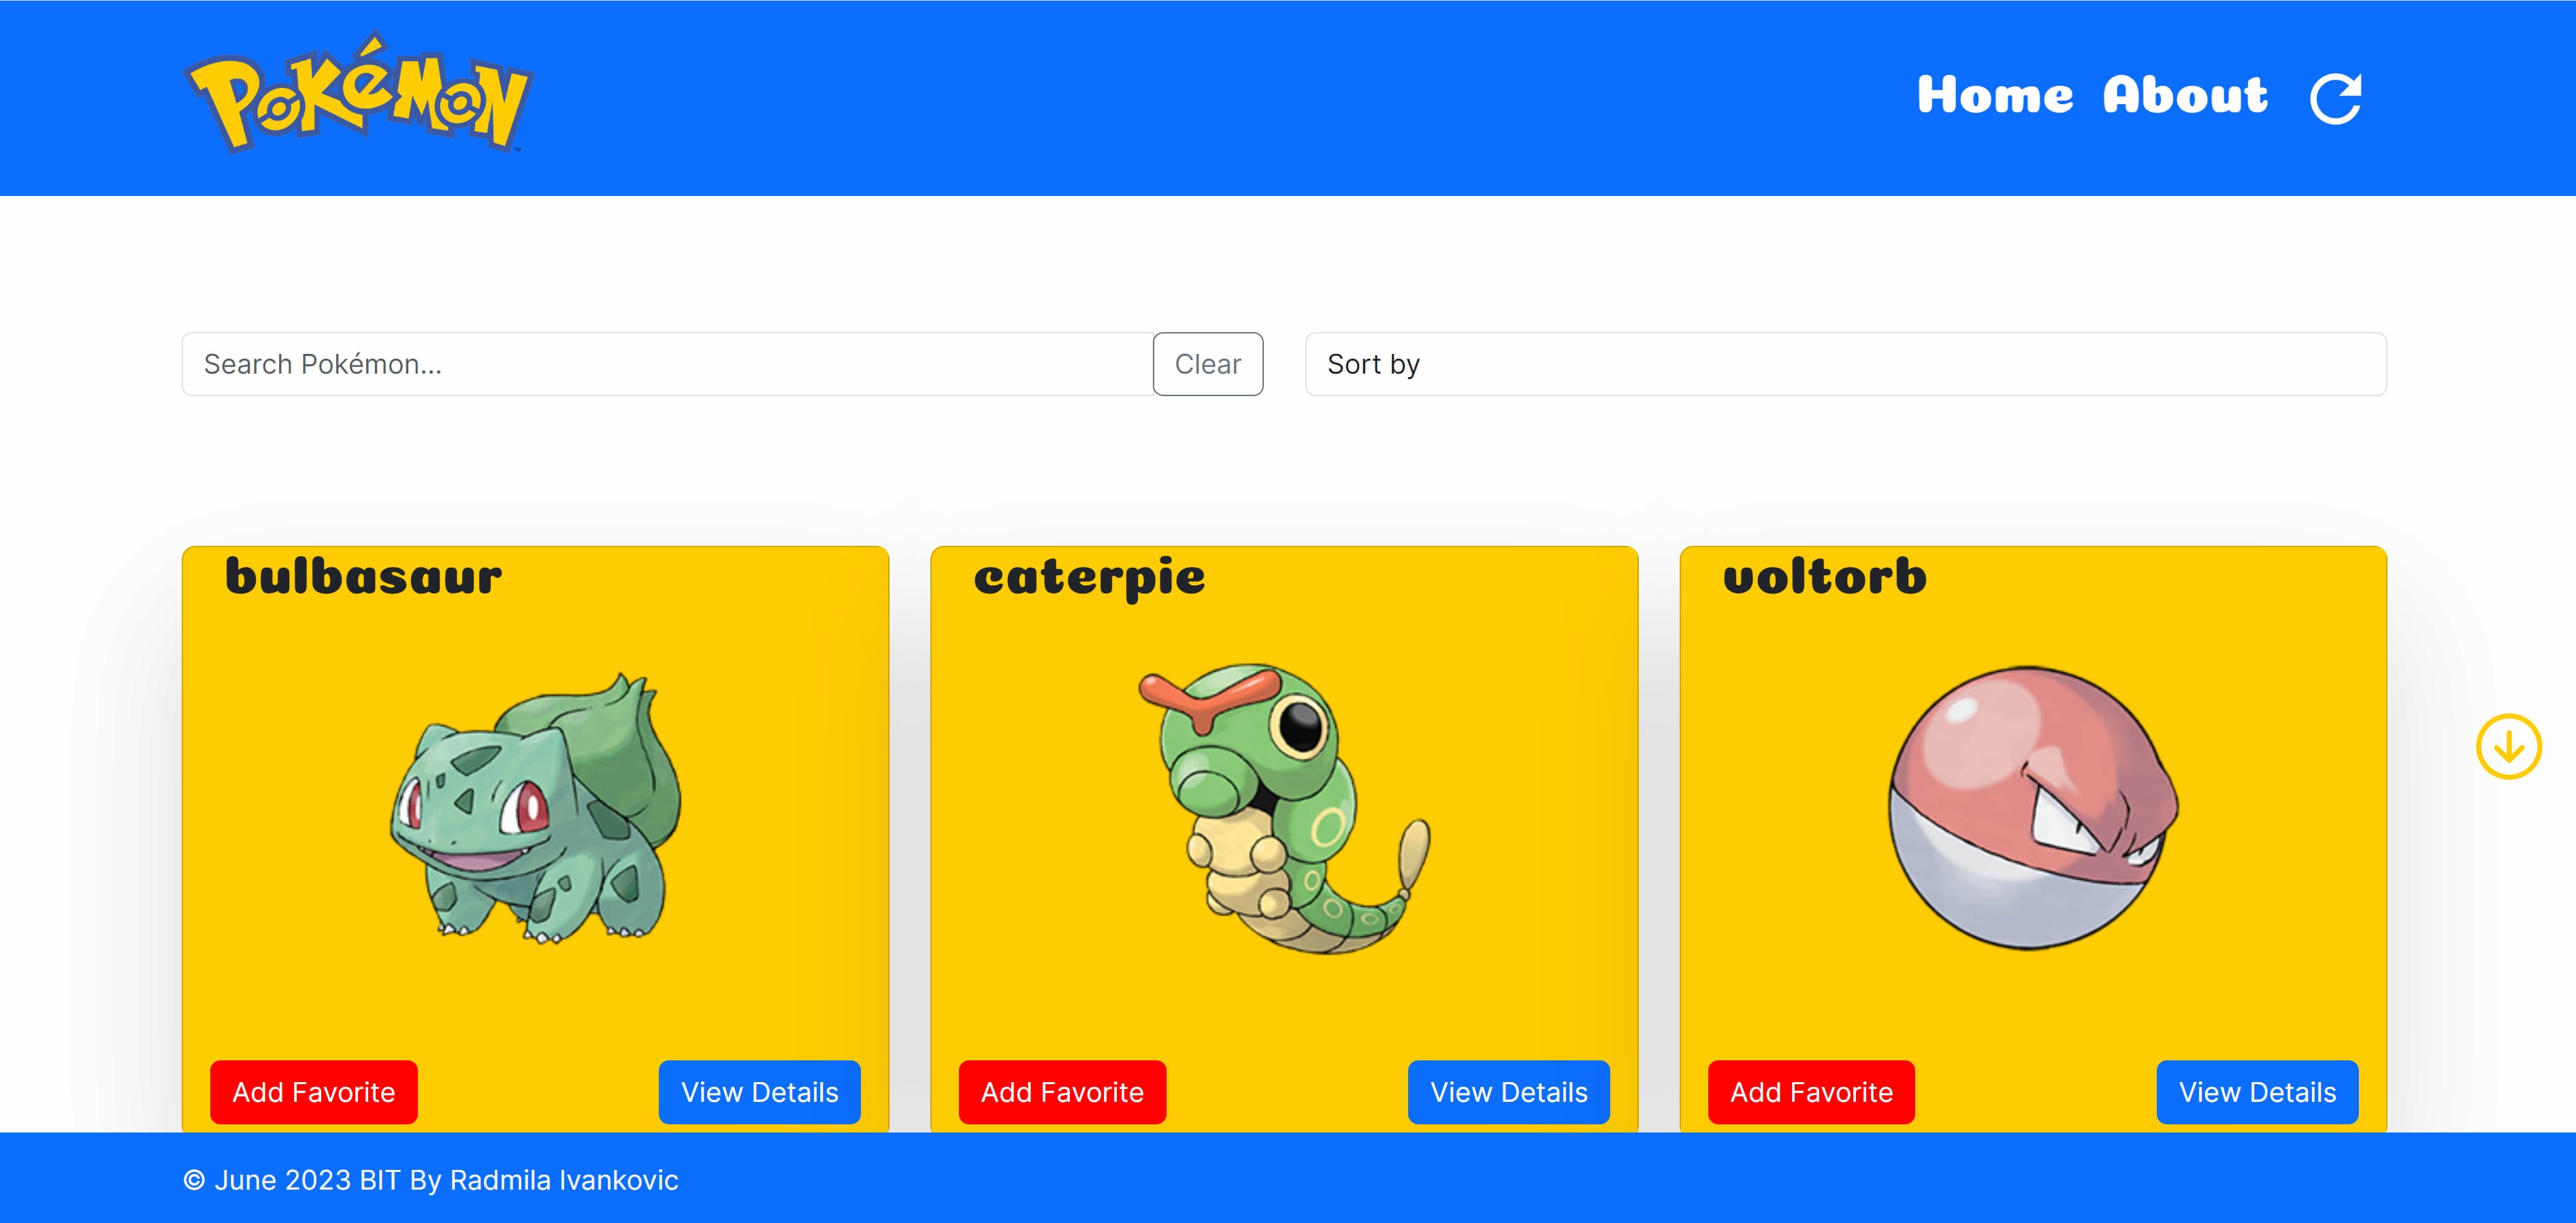 Pokémon
TM
Home About
Search Pokémon...
Clear
Sort by
bulbasaur
caterpie
voltorb
Add Favorite
View Details
Add Favorite
View Details
Add Favorite
View Details
© June 2023 BIT By Radmila Ivankovic